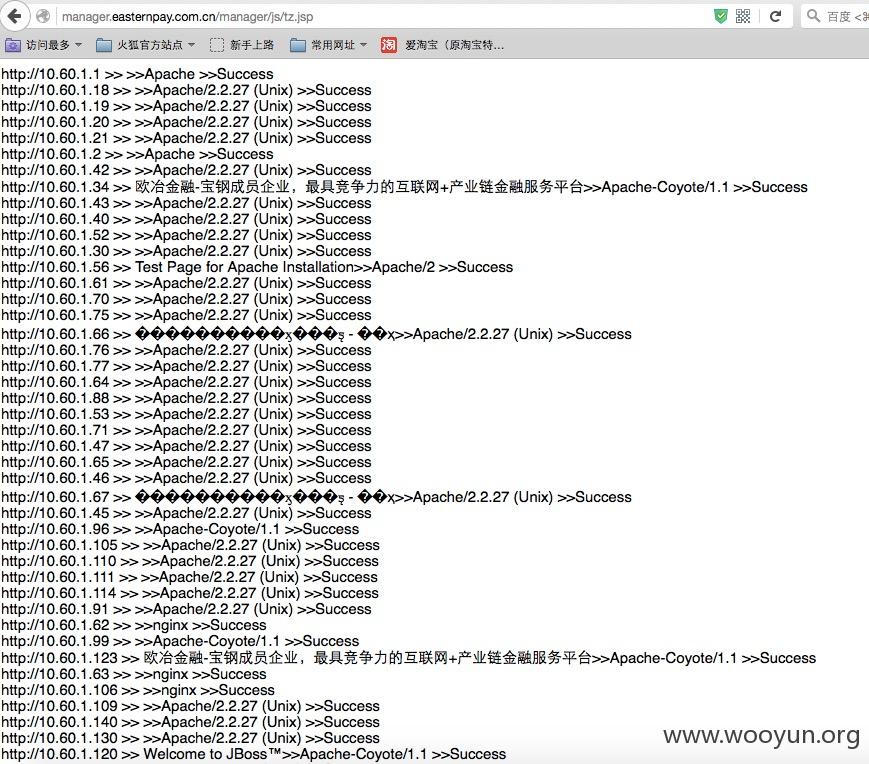 manager.easternpay.com.cn/manager/js/tz.jsp
百度
访问最多
火狐官方站点
新手上路
常用网址
淘
爱淘宝（原淘宝特...
http://10.60.1.1 >> >>Apache >>Success
http://10.60.1.18 >> >>Apache/2.2.27 (Unix) >>Success
http://10.60.1.19 >> >>Apache/2.2.27 (Unix) >>Success
http://10.60.1.20 >> >>Apache/2.2.27 (Unix) >>Success
http://10.60.1.21 >> >>Apache/2.2.27 (Unix) >>Success
http://10.60.1.2 >> >>Apache >>Success
http://10.60.1.42 >> >>Apache/2.2.27 (Unix) >>Success
http://10.60.1.34 >> 欧冶金融-宝钢成员企业，最具竞争力的互联网+产业链金融服务平台>>Apache-Coyote/1.1 >>Success
http://10.60.1.43 >> >>Apache/2.2.27 (Unix) >>Success
http://10.60.1.40 >> >>Apache/2.2.27 (Unix) >>Success
http://10.60.1.52 >> >>Apache/2.2.27 (Unix) >>Success
http://10.60.1.30 >> >>Apache/2.2.27 (Unix) >>Success
http://10.60.1.56 >> Test Page for Apache Installation>>Apache/2 >>Success
http://10.60.1.61 >> >>Apache/2.2.27 (Unix) >>Success
http://10.60.1.70 >> >>Apache/2.2.27 (Unix) >>Success
http://10.60.1.75 >> >>Apache/2.2.27 (Unix) >>Success
http://10.60.1.66 >> ����������ҳ���ȿ - ��ҳ>>Apache/2.2.27 (Unix) >>Success
http://10.60.1.76 >> >>Apache/2.2.27 (Unix) >>Success
http://10.60.1.77 >> >>Apache/2.2.27 (Unix) >>Success
http://10.60.1.64 >> >>Apache/2.2.27 (Unix) >>Success
http://10.60.1.88 >> >>Apache/2.2.27 (Unix) >>Success
http://10.60.1.53 >> >>Apache/2.2.27 (Unix) >>Success
http://10.60.1.71 >> >>Apache/2.2.27 (Unix) >>Success
http://10.60.1.47 >> >>Apache/2.2.27 (Unix) >>Success
http://10.60.1.65 >> >>Apache/2.2.27 (Unix) >>Success
http://10.60.1.46 >> >>Apache/2.2.27 (Unix) >>Success
http://10.60.1.67 >> ����������ҳ���ȿ - ��ҳ>>Apache/2.2.27 (Unix) >>Success
http://10.60.1.45 >> >>Apache/2.2.27 (Unix) >>Success
http://10.60.1.96 >> >>Apache-Coyote/1.1 >>Success
http://10.60.1.105 >> >>Apache/2.2.27 (Unix) >>Success
http://10.60.1.110 >> >>Apache/2.2.27 (Unix) >>Success
http://10.60.1.111 >> >>Apache/2.2.27 (Unix) >>Success
http://10.60.1.114 >> >>Apache/2.2.27 (Unix) >>Success
http://10.60.1.91 >> >>Apache/2.2.27 (Unix) >>Success
http://10.60.1.62 >> >>nginx >>Success
http://10.60.1.99 >> >>Apache-Coyote/1.1 >>Success
http://10.60.1.123 >> 欧冶金融-宝钢成员企业，最具竞争力的互联网+产业链金融服务平台>>Apache-Coyote/1.1 >>Success
http://10.60.1.63 >> >>nginx >>Success
http://10.60.1.106 >> >>nginx >>Success
http://10.60.1.109 >> >>Apache/2.2.27 (Unix) >>Success
http://10.60.1.140 >> >>Apache/2.2.27 (Unix) >>Success
http://10.60.1.130 >> >>Apache/2.2.27 (Unix) >>Success
http://10.60.1.120 >> Welcome to JBoss™>>Apache-Coyote/1.1 >>Success
www.wooyun.org